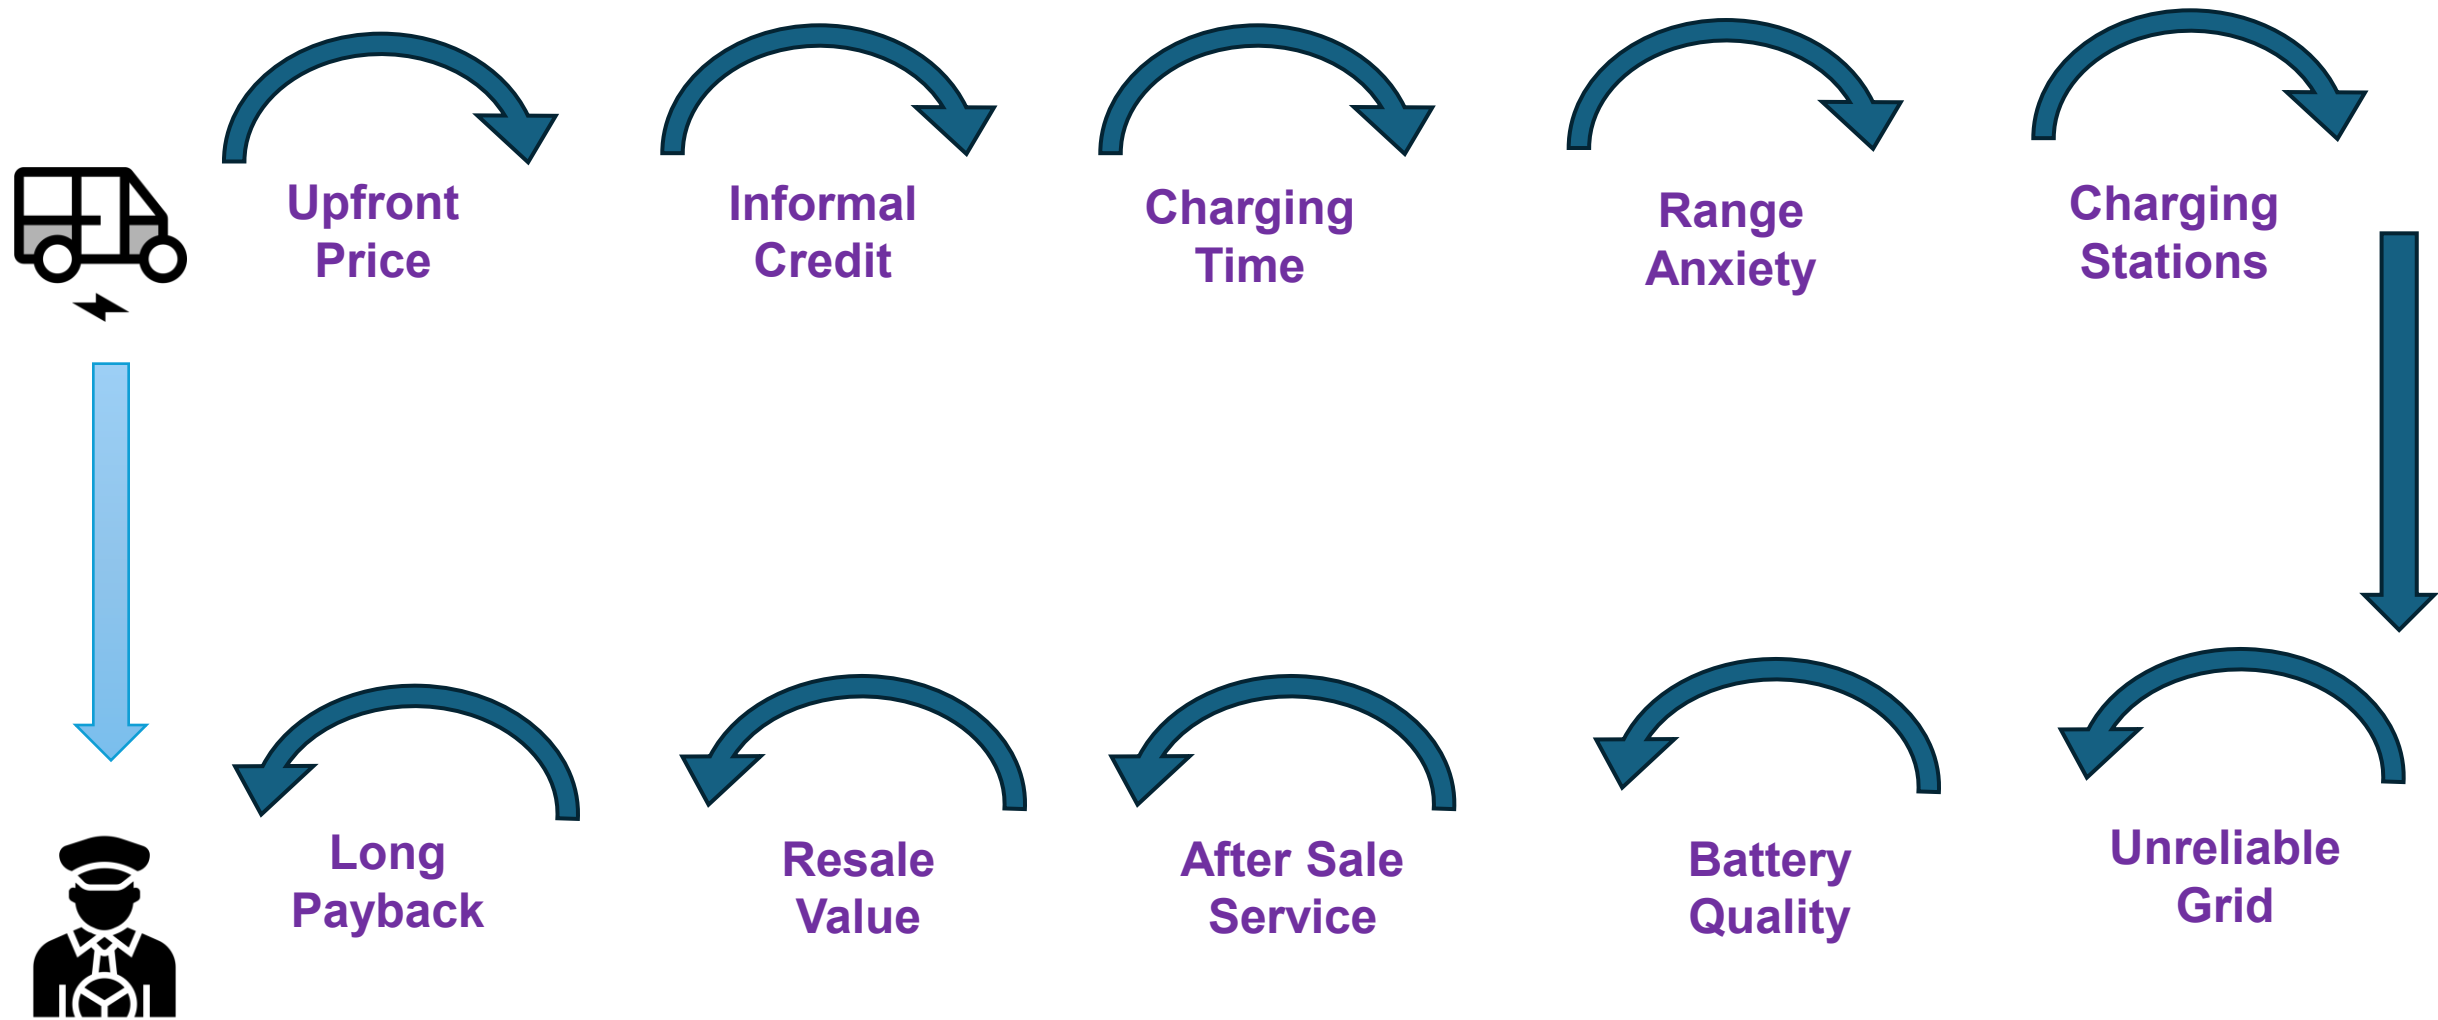 Upfront
Price
Informal
Credit
Charging
Time
Range
Anxiety
Charging
Stations
Long
Payback
Resale
Value
After Sale
Service
Battery
Quality
Unreliable
Grid